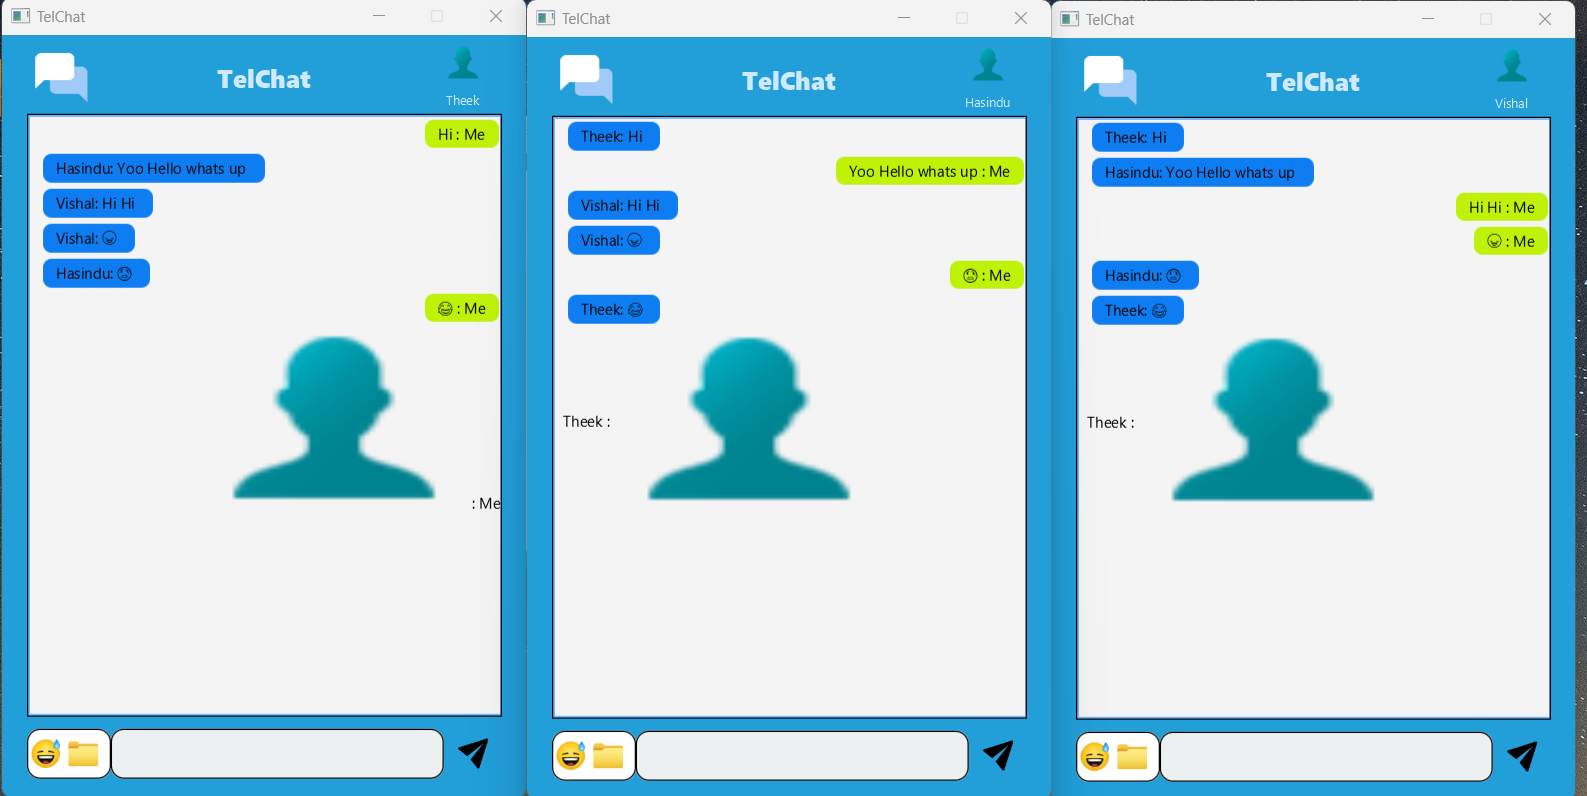 TelChat
TelChat
Theek
Hi : Me
Hasindu: Yoo Hello whats up
Vishal: Hi Hi
Vishal: 😀
Hasindu: 😨
😂 : Me
: Me
TelChat
TelChat
Hasindu
Theek: Hi
Yoo Hello whats up : Me
Vishal: Hi Hi
Vishal: 😀
😨 : Me
Theek: 😂
Theek :
TelChat
TelChat
Vishal
Theek: Hi
Hasindu: Yoo Hello whats up
Hi Hi : Me
😀 : Me
Hasindu: 😨
Theek: 😂
Theek :